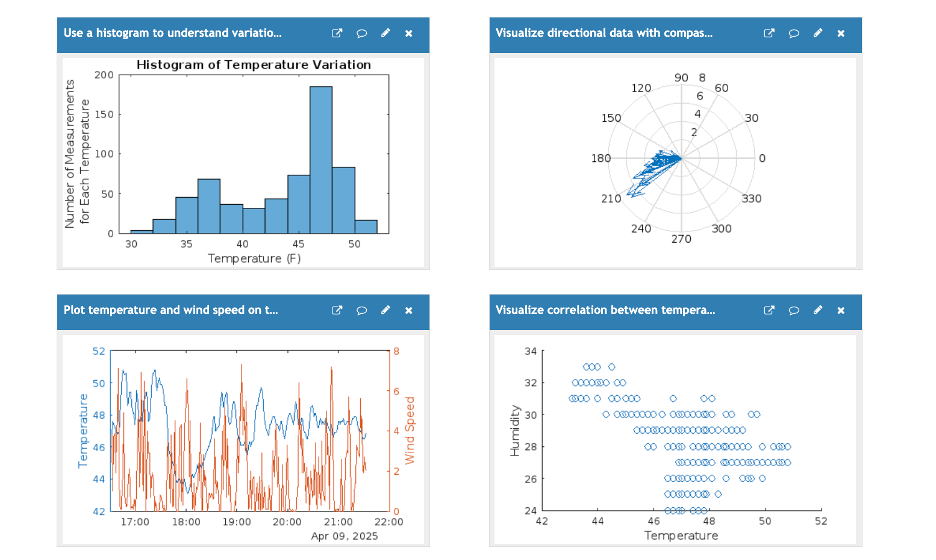 Use a histogram to understand variatio...
Histogram of Temperature Variation
Number of Measurements
for Each Temperature
200
150
100
50
0
30 35 40 45 50
Temperature (F)
Visualize directional data with compas...
90 8
120 60
6
150 4 30
2
180 0
210 330
240 300
270
Plot temperature and wind speed on t...
Temperature
52
50
48
46
44
42
8
6
4
2
0
Wind Speed
17:00 18:00 19:00 20:00 21:00 22:00
Apr 09, 2025
Visualize correlation between tempera...
Humidity
34
32
30
28
26
24
42 44 46 48 50 52
Temperature